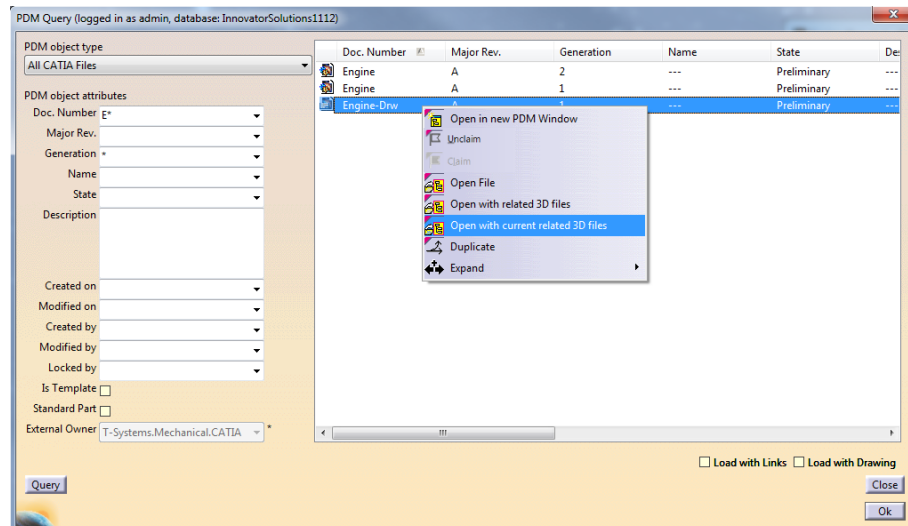 PDM Query (logged in as admin, database: InnovatorSolutions1112)
PDM object type
All CATIA Files
PDM object attributes
Doc. Number E*
Major Rev.
Generation *
Name
State
Description
Created on
Modified on
Created by
Modified by
Locked by
Is Template
Standard Part
External Owner T-Systems.Mechanical.CATIA *
Query
Doc. Number Major Rev. Generation Name State De
Engine A 2 --- Preliminary ---
Engine A 1 --- Preliminary ---
Engine-Drw A 1 --- Preliminary ---
Open in new PDM Window
Unclaim
Claim
Open File
Open with related 3D files
Open with current related 3D files
Duplicate
Expand
Load with Links Load with Drawing
Close
Ok